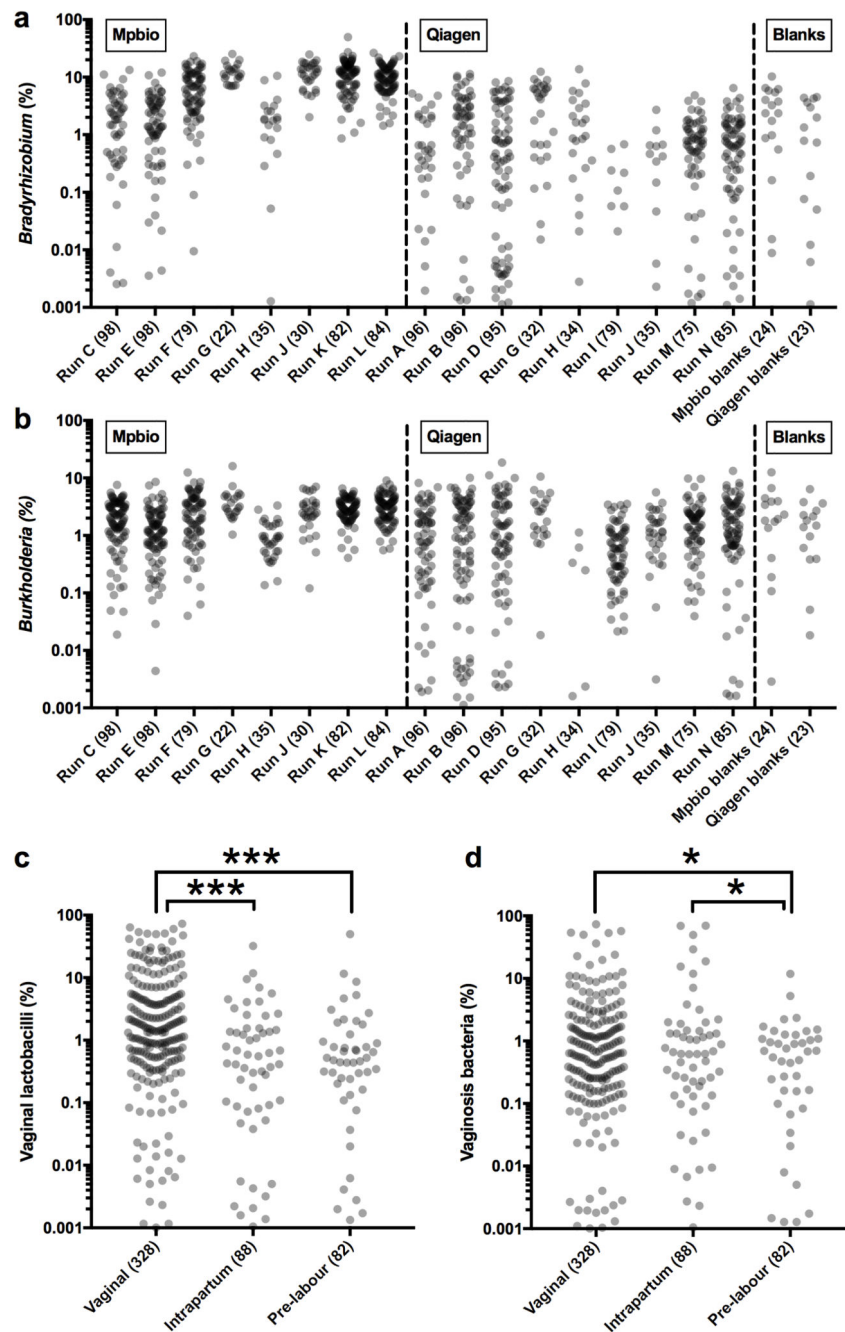 a
Mpbio
Qiagen
Blanks
Bradyrhizobium (%)
100
10
1
0.1
0.01
0.001
Run C (98)
Run E (98)
Run F (79)
Run G (22)
Run H (35)
Run J (30)
Run K (82)
Run L (84)
Run A (96)
Run B (96)
Run D (95)
Run G (32)
Run H (34)
Run I (79)
Run J (35)
Run M (75)
Run N (85)
Mpbio blanks (24)
Qiagen blanks (23)
b
Mpbio
Qiagen
Blanks
Burkholderia (%)
100
10
1
0.1
0.01
0.001
Run C (98)
Run E (98)
Run F (79)
Run G (22)
Run H (35)
Run J (30)
Run K (82)
Run L (84)
Run A (96)
Run B (96)
Run D (95)
Run G (32)
Run H (34)
Run I (79)
Run J (35)
Run M (75)
Run N (85)
Mpbio blanks (24)
Qiagen blanks (23)
c
***
***
Vaginal lactobacilli (%)
100
10
1
0.1
0.01
0.001
Vaginal (328)
Intrapartum (88)
Pre-labour (82)
d
*
*
Vaginosis bacteria (%)
100
10
1
0.1
0.01
0.001
Vaginal (328)
Intrapartum (88)
Pre-labour (82)